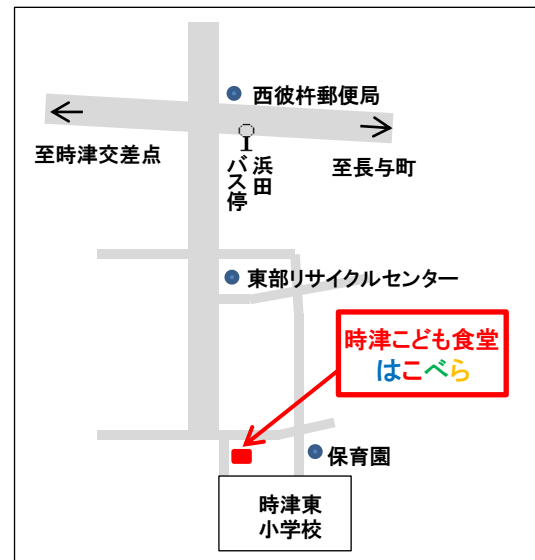 西彼杵郵便局
至時津交差点
浜田
バス停
至長与町
東部リサイクルセンター
時津こども食堂
はこべら
保育園
時津東
小学校